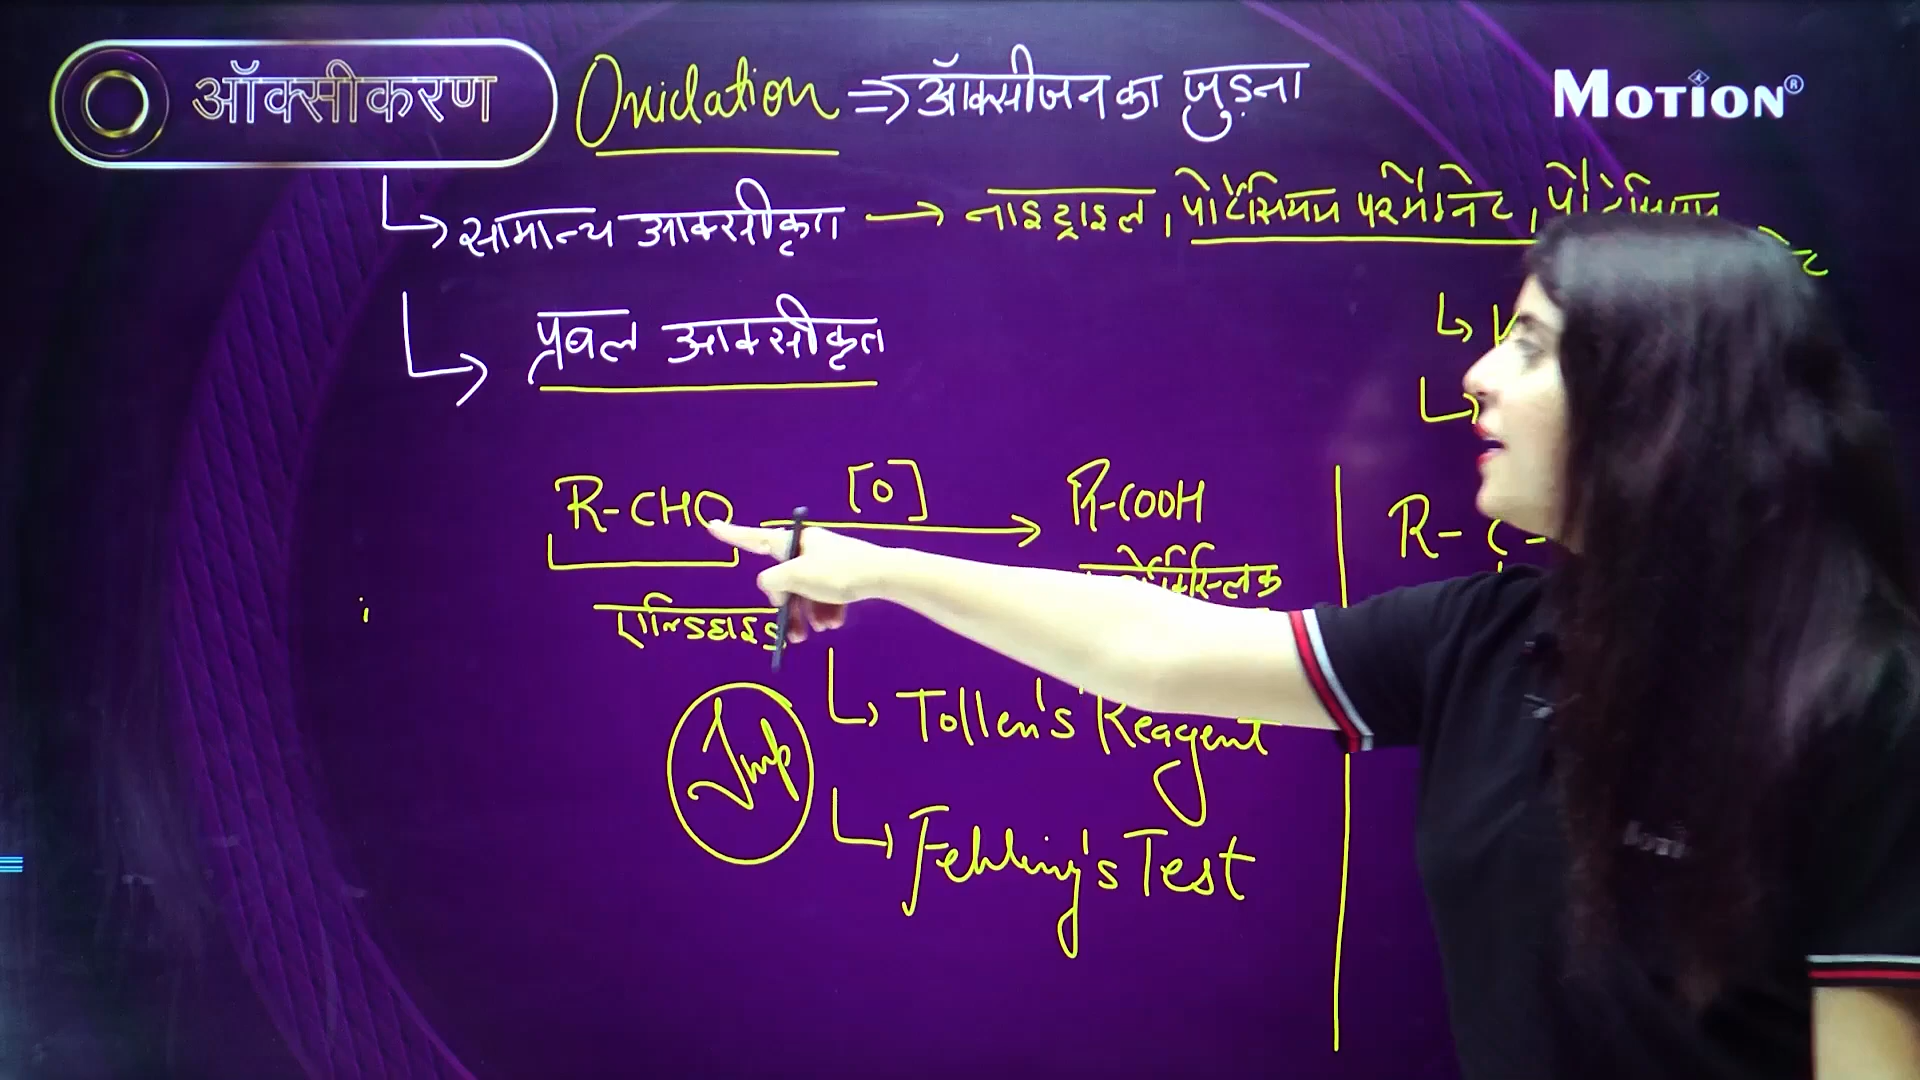 ऑक्सीकरण Oxidation ⇒ ऑक्सीजन का जुड़ना
MOTION®
↳ सामान्य आक्सीकृत → नाइट्राइल, पोटैसियम परमैंगनेट, पोटैसियम
↳ प्रबल आक्सीकृत
R-CHO [O] → R-COOH
R-C-
एल्डिहाइड
↳ Tollen's Reagent
Imp
↳ Fehling's Test